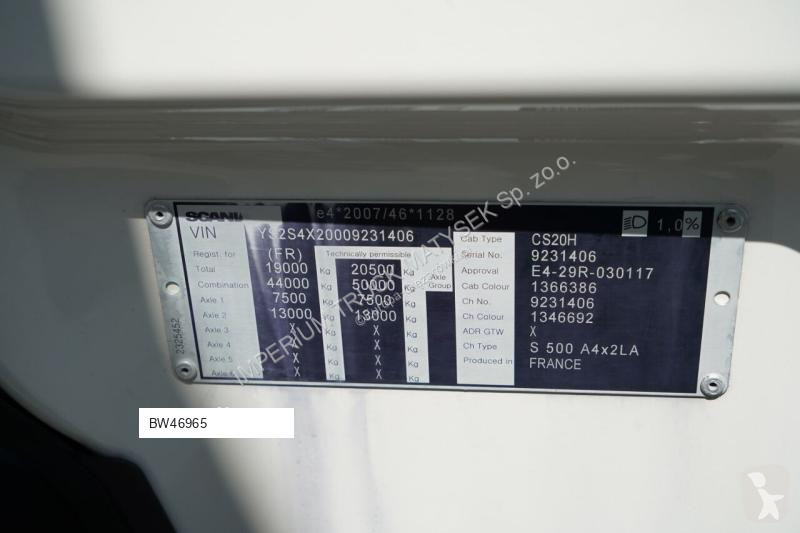 SCANIA e4*2007/46*1128 1,0%
VIN YS2S4X20009231406
Regist. for (FR) Technically permissible
Total 19000 Kg 20500 Kg
Combination 44000 Kg 50000 Kg Axle Group
Axle 1 7500 Kg 7500 Kg
Axle 2 13000 Kg 13000 Kg
Axle 3 X Kg X Kg
Axle 4 X Kg X Kg
Axle 5 X Kg X Kg
Axle 6 X Kg X Kg
Cab Type CS20H
Serial No. 9231406
Approval E4-29R-030117
Cab Colour 1366386
Ch No. 9231406
Ch Colour 1346692
ADR GTW X
Ch Type S 500 A4x2LA
Produced in FRANCE
2325452
IMPERIUM TRUCK MATYSEK Sp. zo.o.
BW46965